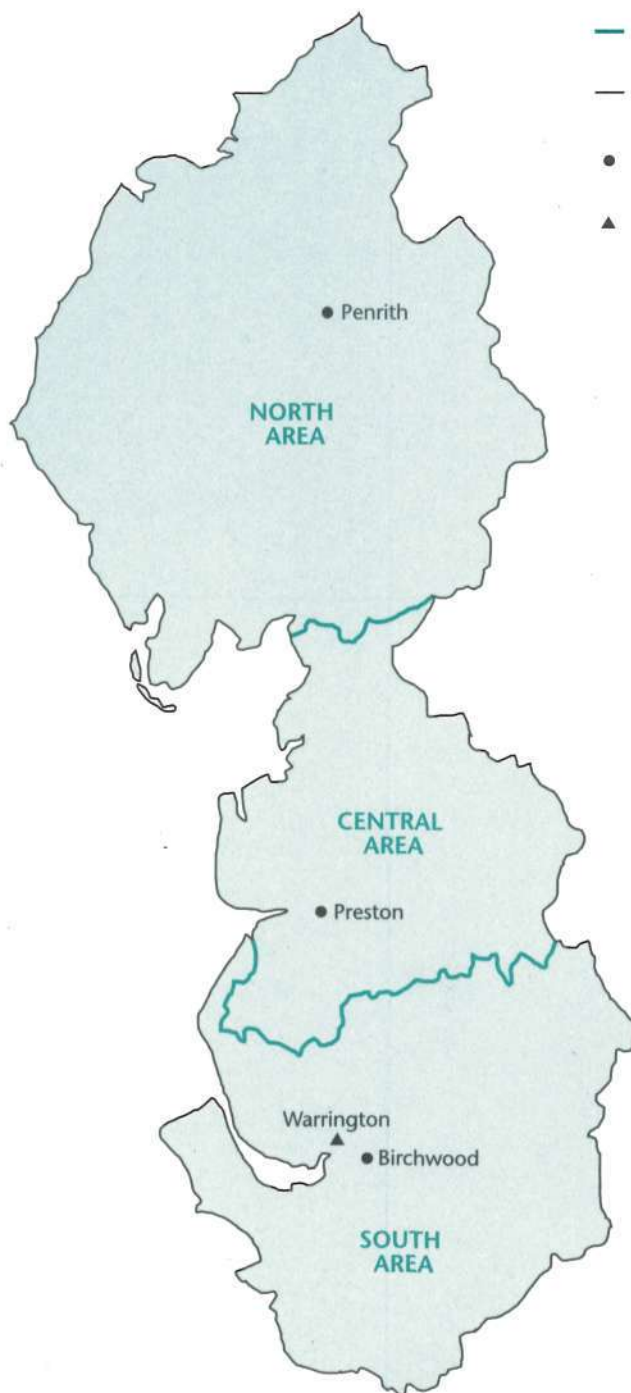 Penrith
NORTH
AREA
CENTRAL
AREA
Preston
Warrington
Birchwood
SOUTH
AREA